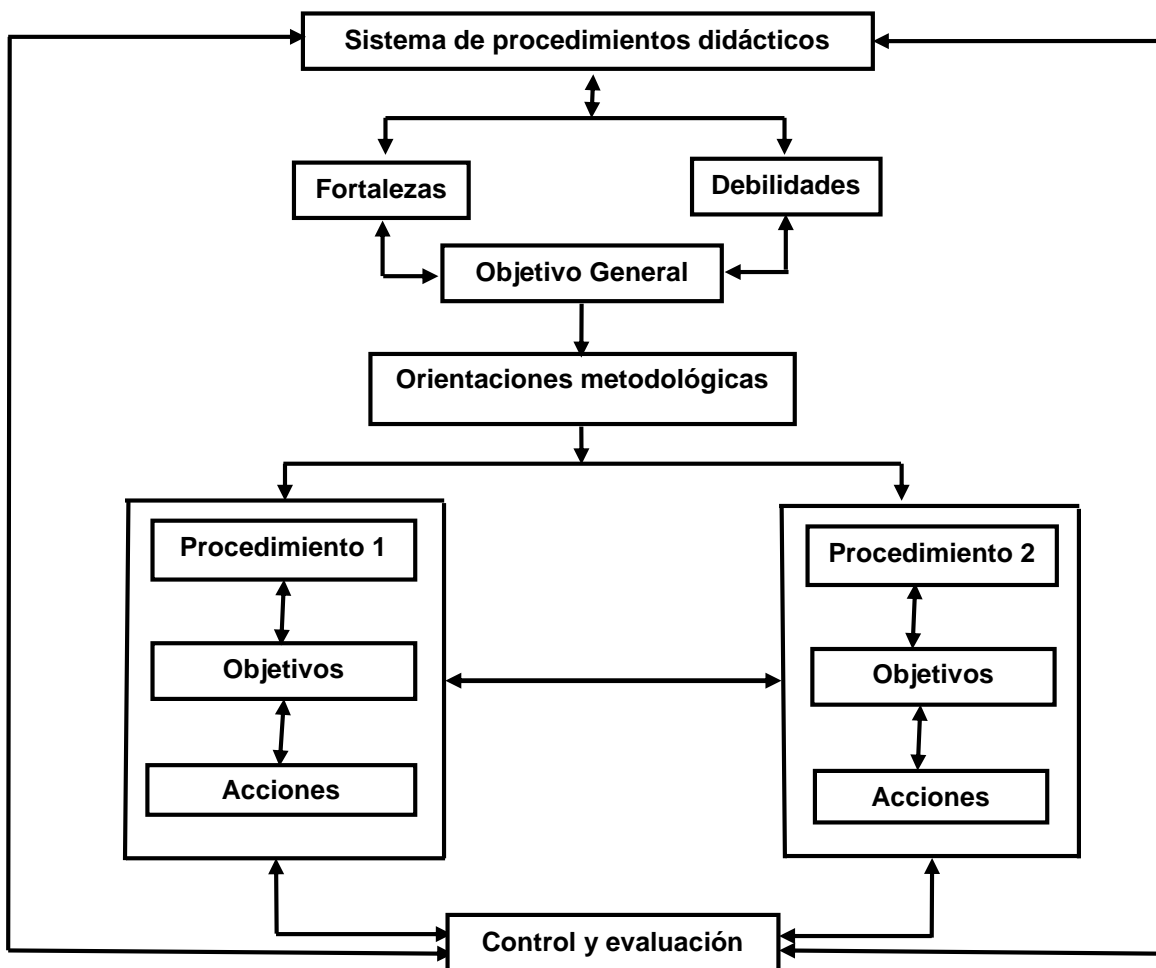 Sistema de procedimientos didácticos
Fortalezas
Debilidades
Objetivo General
Orientaciones metodológicas
Procedimiento 1
Objetivos
Acciones
Procedimiento 2
Objetivos
Acciones
Control y evaluación